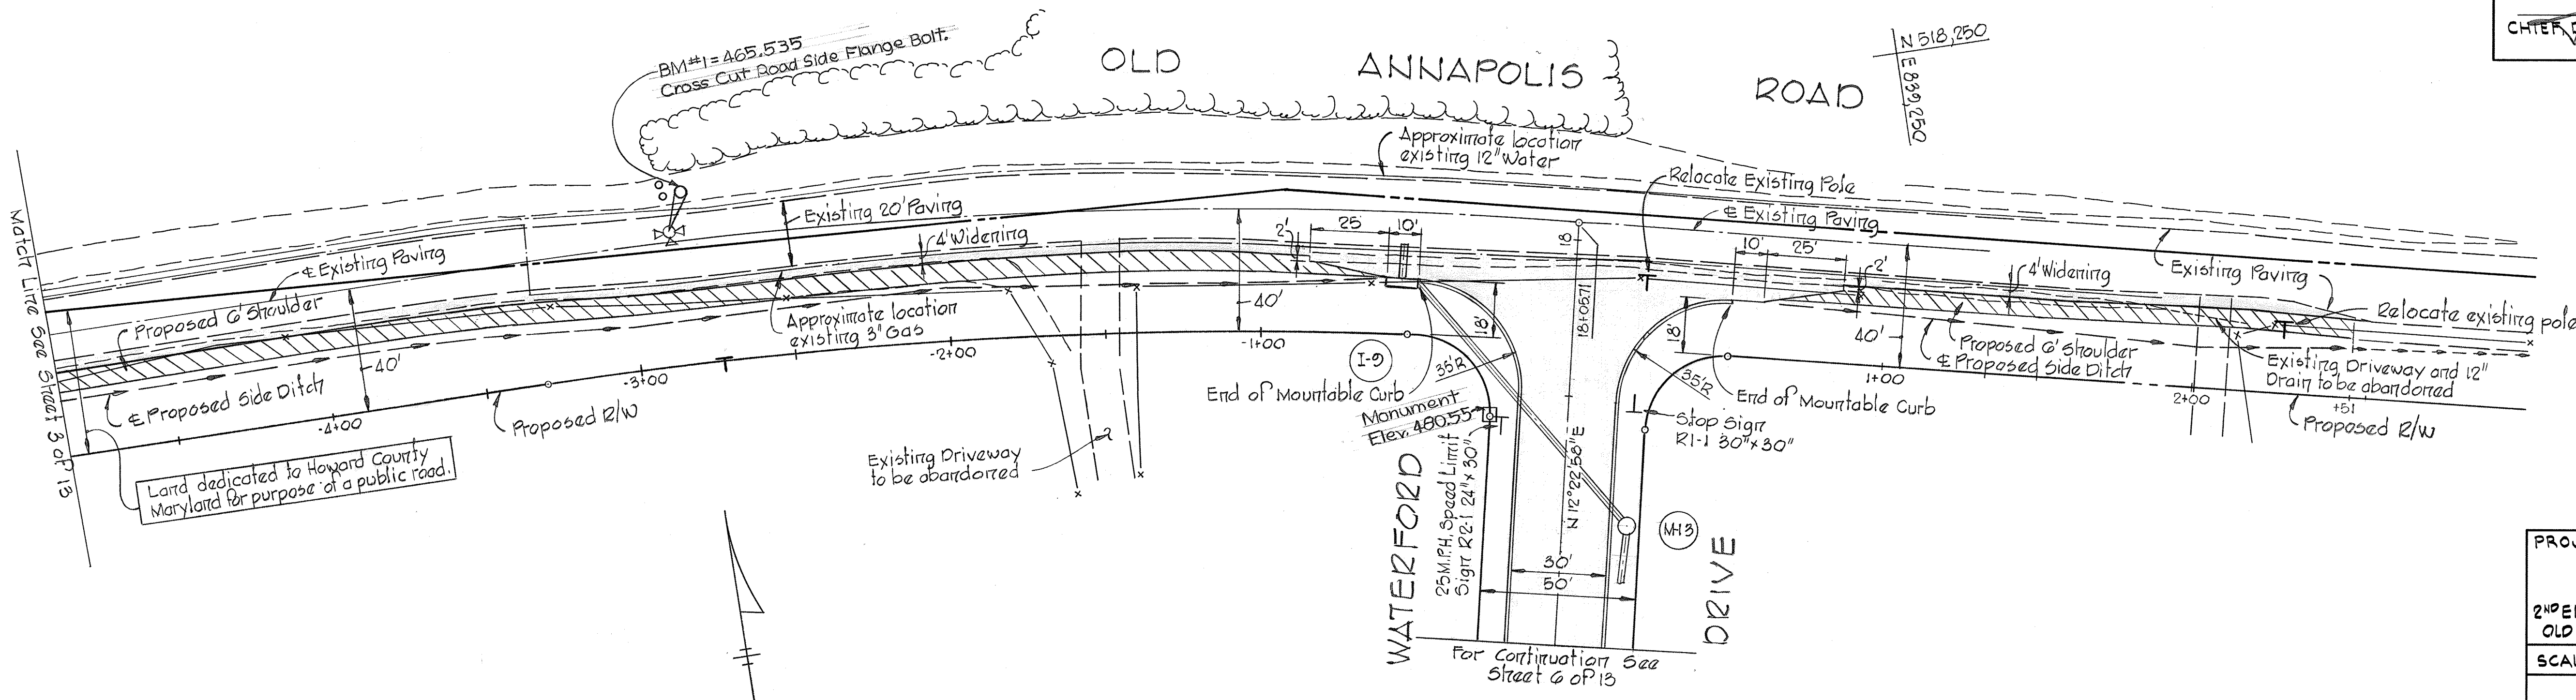 BM#1=465.535
Cross Cut Road Side Flange Bolt.
OLD ANNAPOLIS ROAD
N 518,250
E 839,250
Approximate location
existing 12" Water
Relocate Existing Pole
℄ Existing Paving
Existing 20' Paving
4' Widening
2'
25'
10'
18
10'
25'
2'
4' Widening
Existing Paving
℄ Existing Paving
Proposed 6' Shoulder
40'
Approximate location
existing 3" Gas
40'
18'
18+05.71
18'
40'
Proposed 6' Shoulder
℄ Proposed Side Ditch
Relocate existing pole
Existing Driveway and 12"
Drain to be abandoned
℄ Proposed Side Ditch
-4+00
-3+00
-2+00
-1+00
1+00
2+00
+51
Proposed R/W
Proposed R/W
I-9
35'R
35'R
End of Mountable Curb
End of Mountable Curb
Monument
Elev. 480.55
Stop Sign
R1-1 30"x30"
Match Line See Sheet 3 of 13
Land dedicated to Howard County
Maryland for purpose of a public road.
Existing Driveway
to be abandoned
25 M.P.H. Speed Limit
Sign R2-1 24"x30"
N 12°22'58" E
M-13
30'
50'
WATERFORD DRIVE
For Continuation See
Sheet 6 of 13
CHIEF,
2ND
OLD